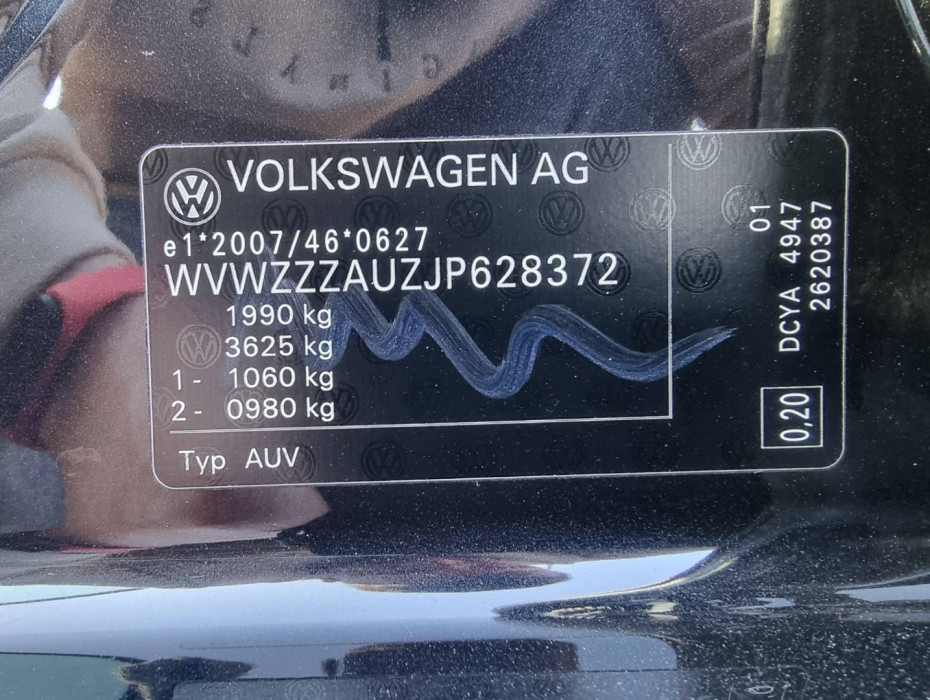 VOLKSWAGEN AG
e1*2007/46*0627
WVWZZZAUZJP628372
1990 kg
3625 kg
1- 1060 kg
2- 0980 kg
Typ AUV
01
DCYA 4947
2620387
0,20